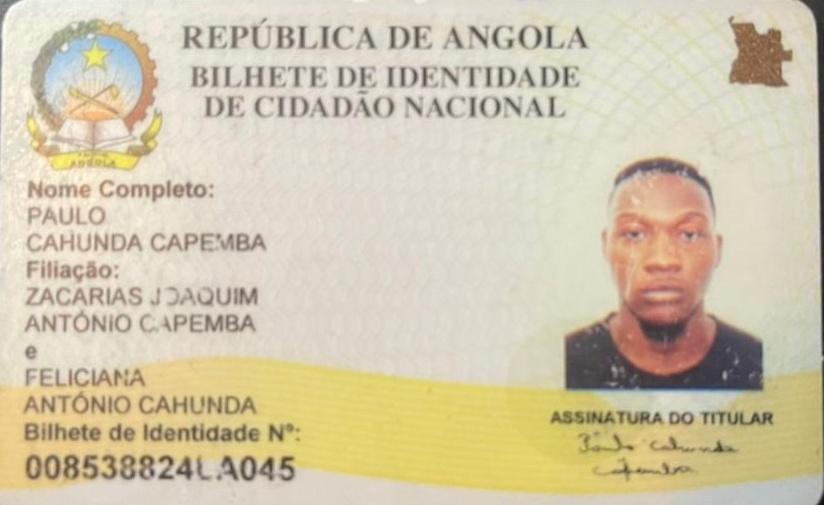 REPÚBLICA DE ANGOLA
BILHETE DE IDENTIDADE
DE CIDADÃO NACIONAL
ANGOLA
Nome Completo:
PAULO
CAHUNDA CAPEMBA
Filiação:
ZACARIAS JOAQUIM
ANTÓNIO CAPEMBA
e
FELICIANA
ANTÓNIO CAHUNDA
Bilhete de Identidade Nº:
008538824LA045
ASSINATURA DO TITULAR
Paulo Cahunda
Capemba